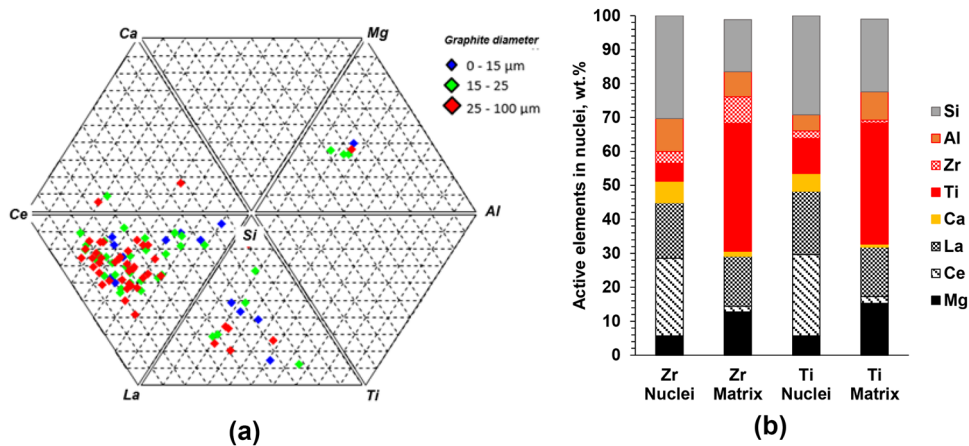 (a)
Ca
Mg
Graphite diameter
0 - 15 µm
15 - 25
25 - 100 µm
Ce
Al
Si
La
Ti
(a)
Active elements in nuclei, wt.%
100
90
80
70
60
50
40
30
20
10
0
Si
Al
Zr
Ti
Ca
La
Ce
Mg
Zr Zr Ti Ti
Nuclei Matrix Nuclei Matrix
(b)